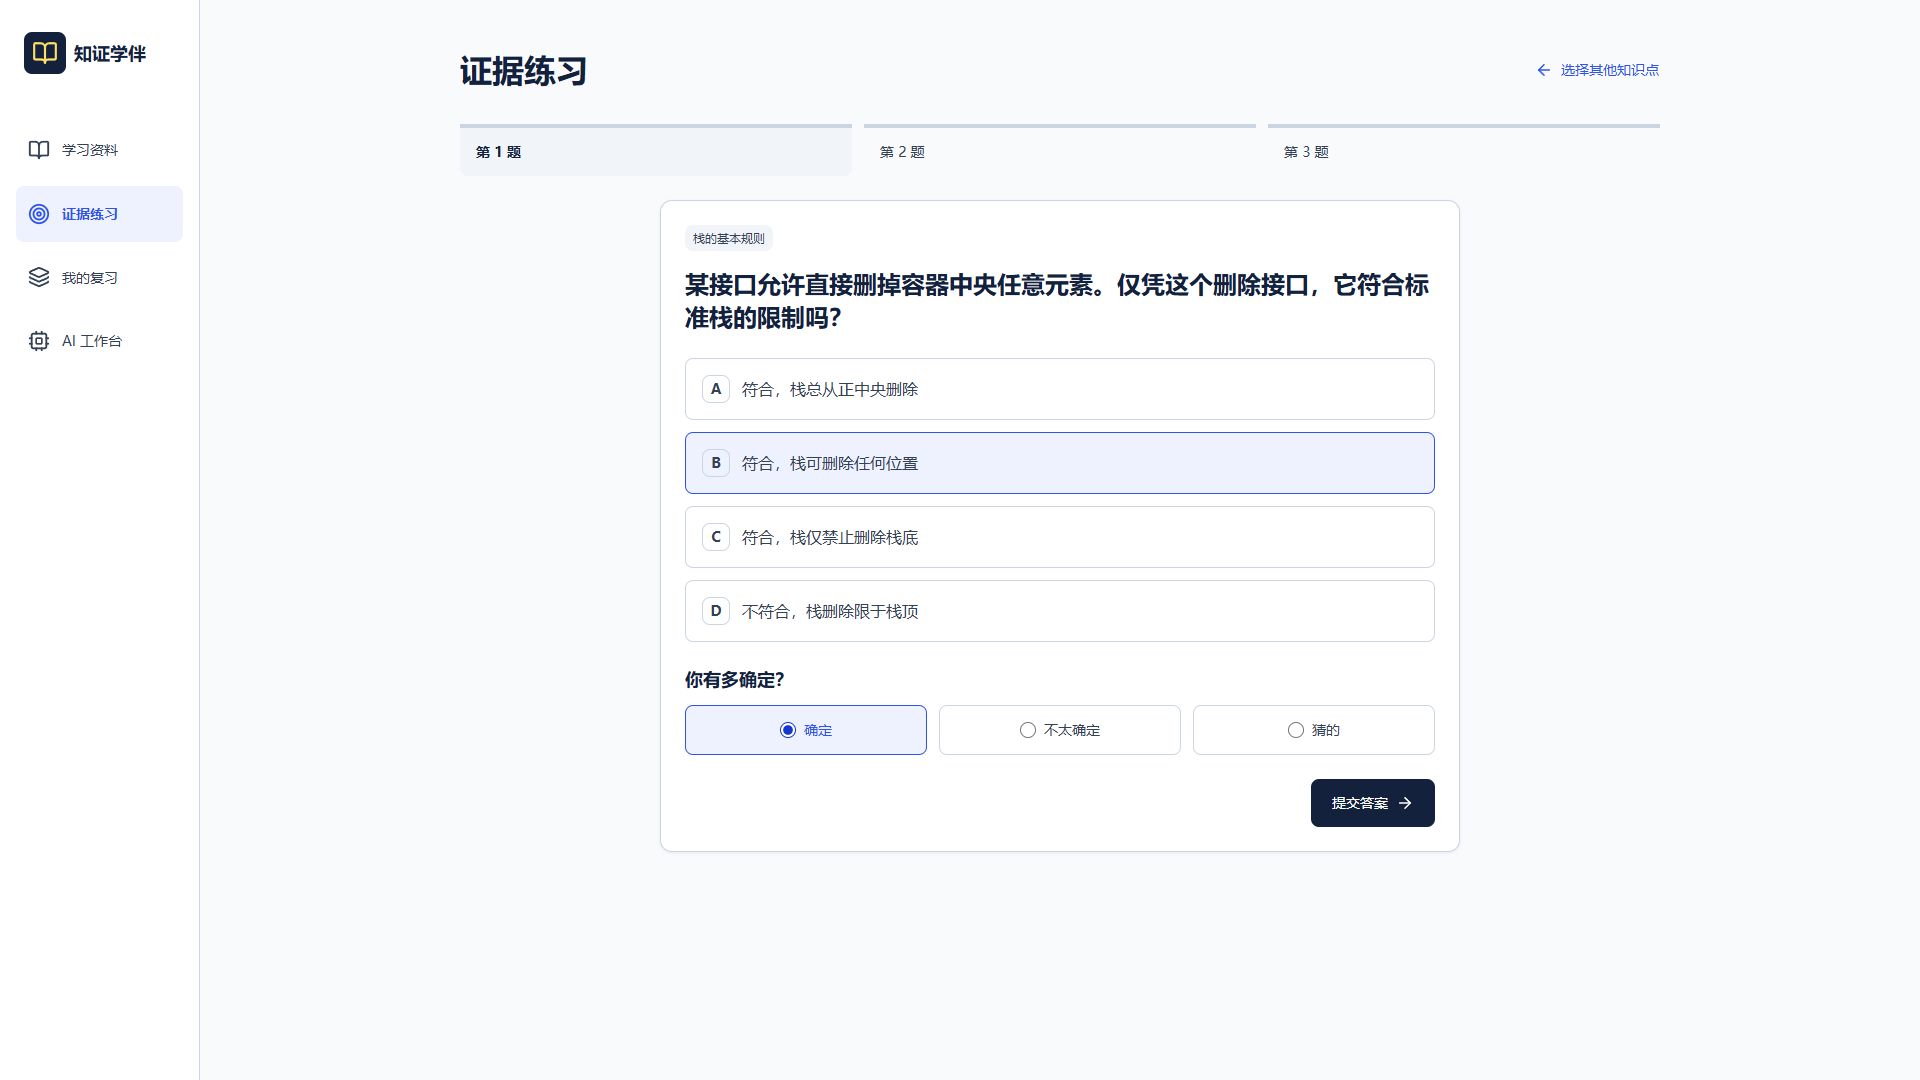 知证学伴
学习资料
证据练习
我的复习
AI 工作台
证据练习
选择其他知识点
第 1 题
第 2 题
第 3 题
栈的基本规则
某接口允许直接删掉容器中央任意元素。仅凭这个删除接口，它符合标
准栈的限制吗？
A 符合，栈总从正中央删除
B 符合，栈可删除任何位置
C 符合，栈仅禁止删除栈底
D 不符合，栈删除限于栈顶
你有多确定？
确定
不太确定
猜的
提交答案